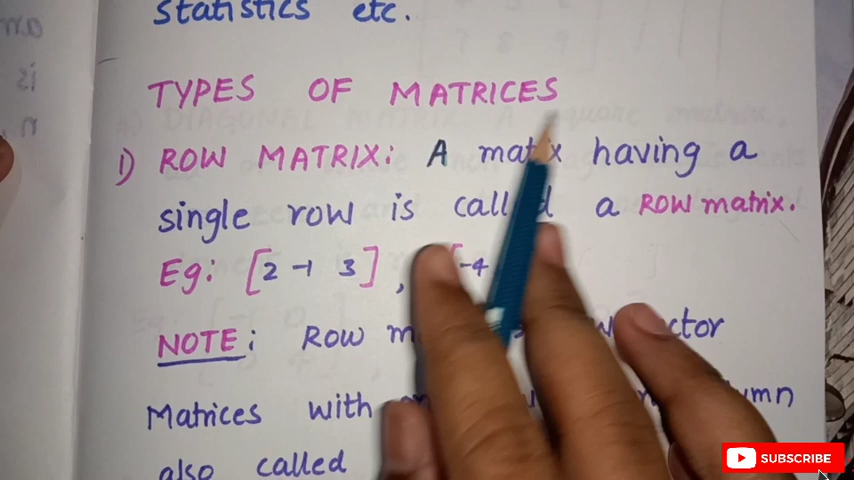 statistics etc.
TYPES OF MATRICES
1) ROW MATRIX: A matrix having a
single row is called a ROW matrix.
Eg: [2 -1 3], [-4
NOTE: Row
Matrices with
also called
SUBSCRIBE